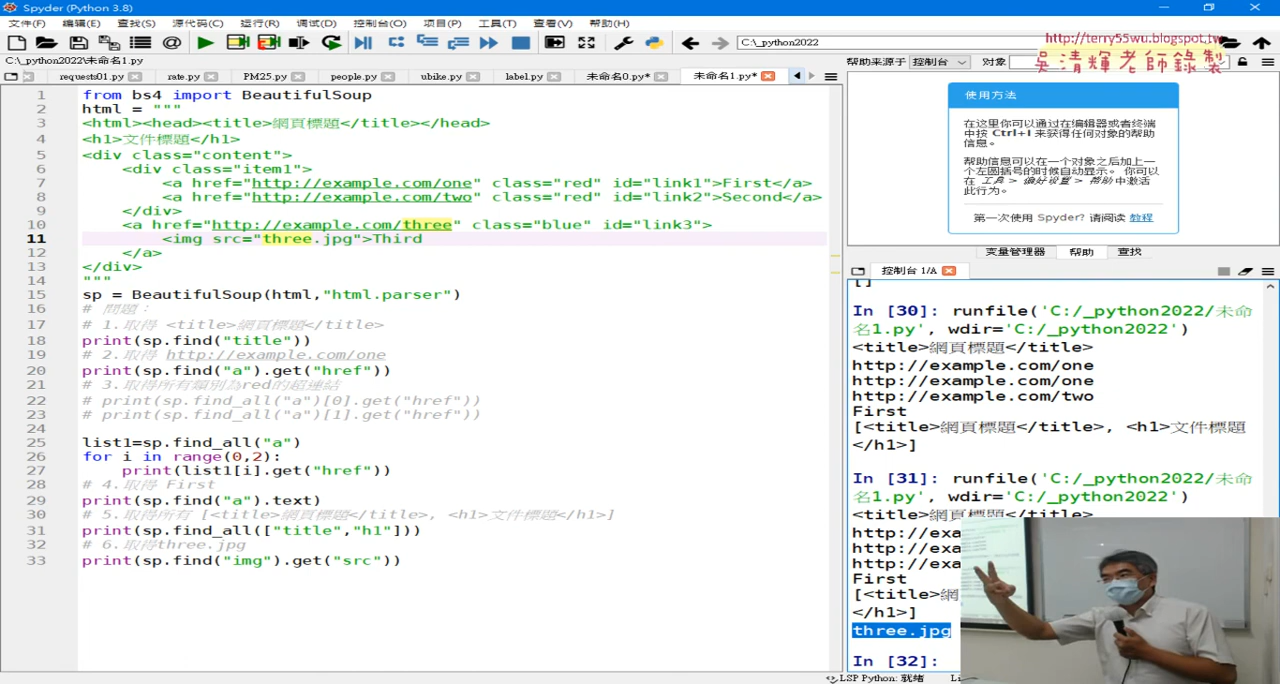 Spyder (Python 3.8)
文件(F) 编辑(E) 查找(S) 源代码(C) 运行(R) 调试(D) 控制台(O) 项目(P) 工具(T) 查看(V) 帮助(H)
C:\_python2022
http://terry55wu.blogspot.tw
吳清輝老師錄製
C:\_python2022\未命名1.py
requests01.py rate.py PM25.py people.py ubike.py label.py 未命名0.py* 未命名1.py*
帮助来源于 控制台 对象
1 from bs4 import BeautifulSoup
2 html = """
3 <html><head><title>網頁標題</title></head>
4 <h1>文件標題</h1>
5 <div class="content">
6 <div class="item1">
7 <a href="http://example.com/one" class="red" id="link1">First</a>
8 <a href="http://example.com/two" class="red" id="link2">Second</a>
9 </div>
10 <a href="http://example.com/three" class="blue" id="link3">
11 <img src="three.jpg">Third
12 </a>
13 </div>
14 """
15 sp = BeautifulSoup(html,"html.parser")
16 # 問題：
17 # 1.取得 <title>網頁標題</title>
18 print(sp.find("title"))
19 # 2.取得 http://example.com/one
20 print(sp.find("a").get("href"))
21 # 3.取得所有類別為red的超連結
22 # print(sp.find_all("a")[0].get("href"))
23 # print(sp.find_all("a")[1].get("href"))
24
25 list1=sp.find_all("a")
26 for i in range(0,2):
27 print(list1[i].get("href"))
28 # 4.取得 First
29 print(sp.find("a").text)
30 # 5.取得所有 [<title>網頁標題</title>, <h1>文件標題</h1>]
31 print(sp.find_all(["title","h1"]))
32 # 6.取得three.jpg
33 print(sp.find("img").get("src"))
使用方法
在这里你可以通过在编辑器或者终端
中按 Ctrl+I 来获得任何对象的帮助
信息。
帮助信息可以在一个对象之后加上一
个左圆括号的时候自动显示。 你可以
在 工具 > 偏好设置 > 帮助 中激活
此行为。
第一次使用 Spyder? 请阅读 教程
变量管理器 帮助 查找
控制台 1/A
[]
In [30]: runfile('C:/_python2022/未命
名1.py', wdir='C:/_python2022')
<title>網頁標題</title>
http://example.com/one
http://example.com/one
http://example.com/two
First
[<title>網頁標題</title>, <h1>文件標題
</h1>]
In [31]: runfile('C:/_python2022/未命
名1.py', wdir='C:/_python2022')
<title>網頁標題</title>
http://exa
http://exa
http://exa
First
[<title>網
</h1>]
three.jpg
In [32]:
LSP Python: 就绪